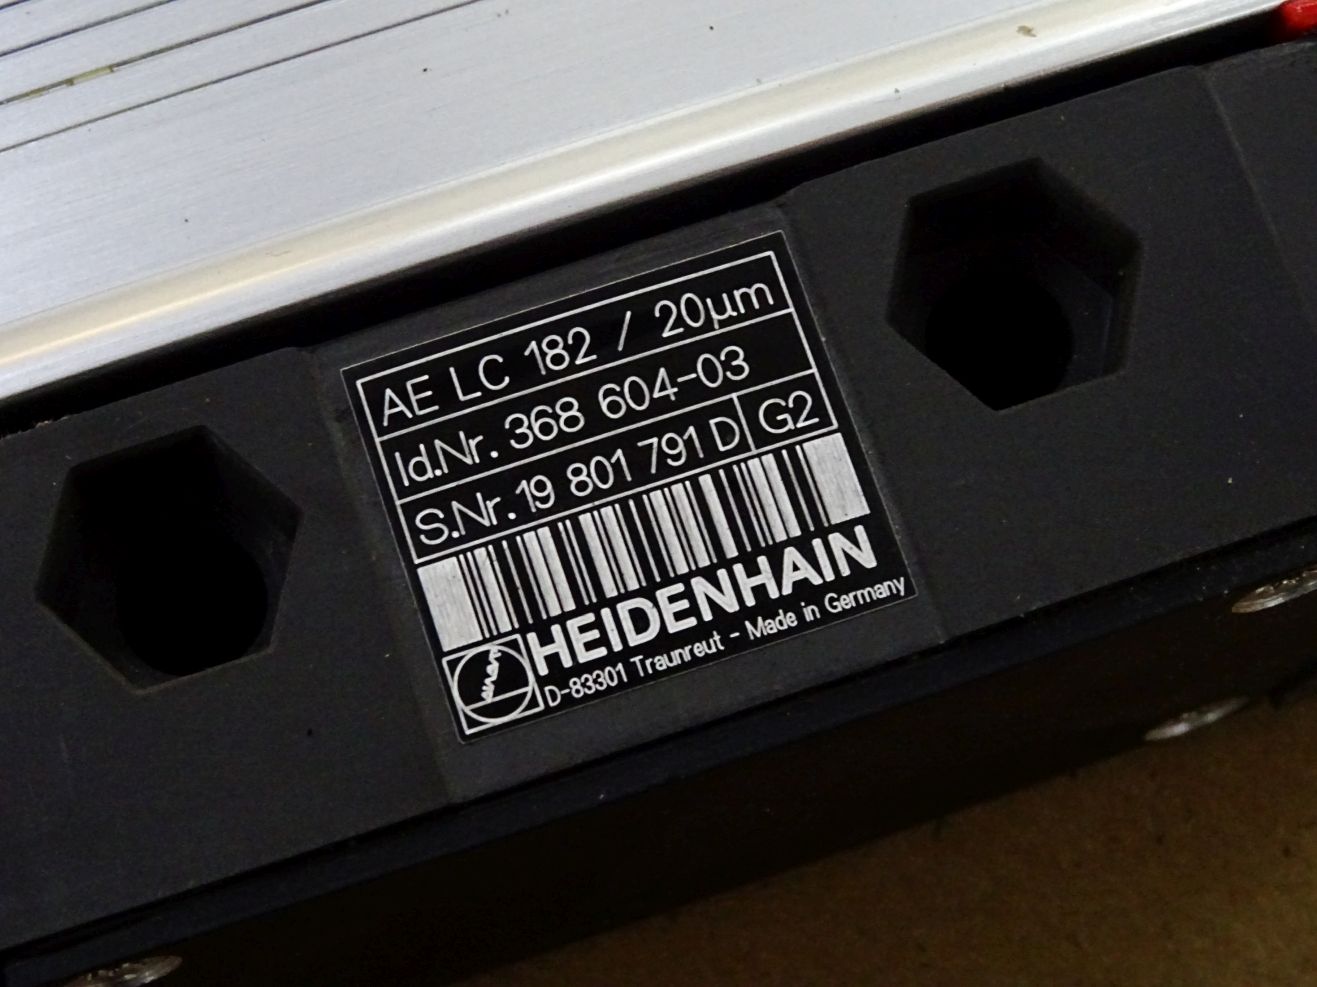 AE LC 182 / 20µm
Id.Nr. 368 604-03
S.Nr. 19 801 791 D G2
HEIDENHAIN
D-83301 Traunreut - Made in Germany